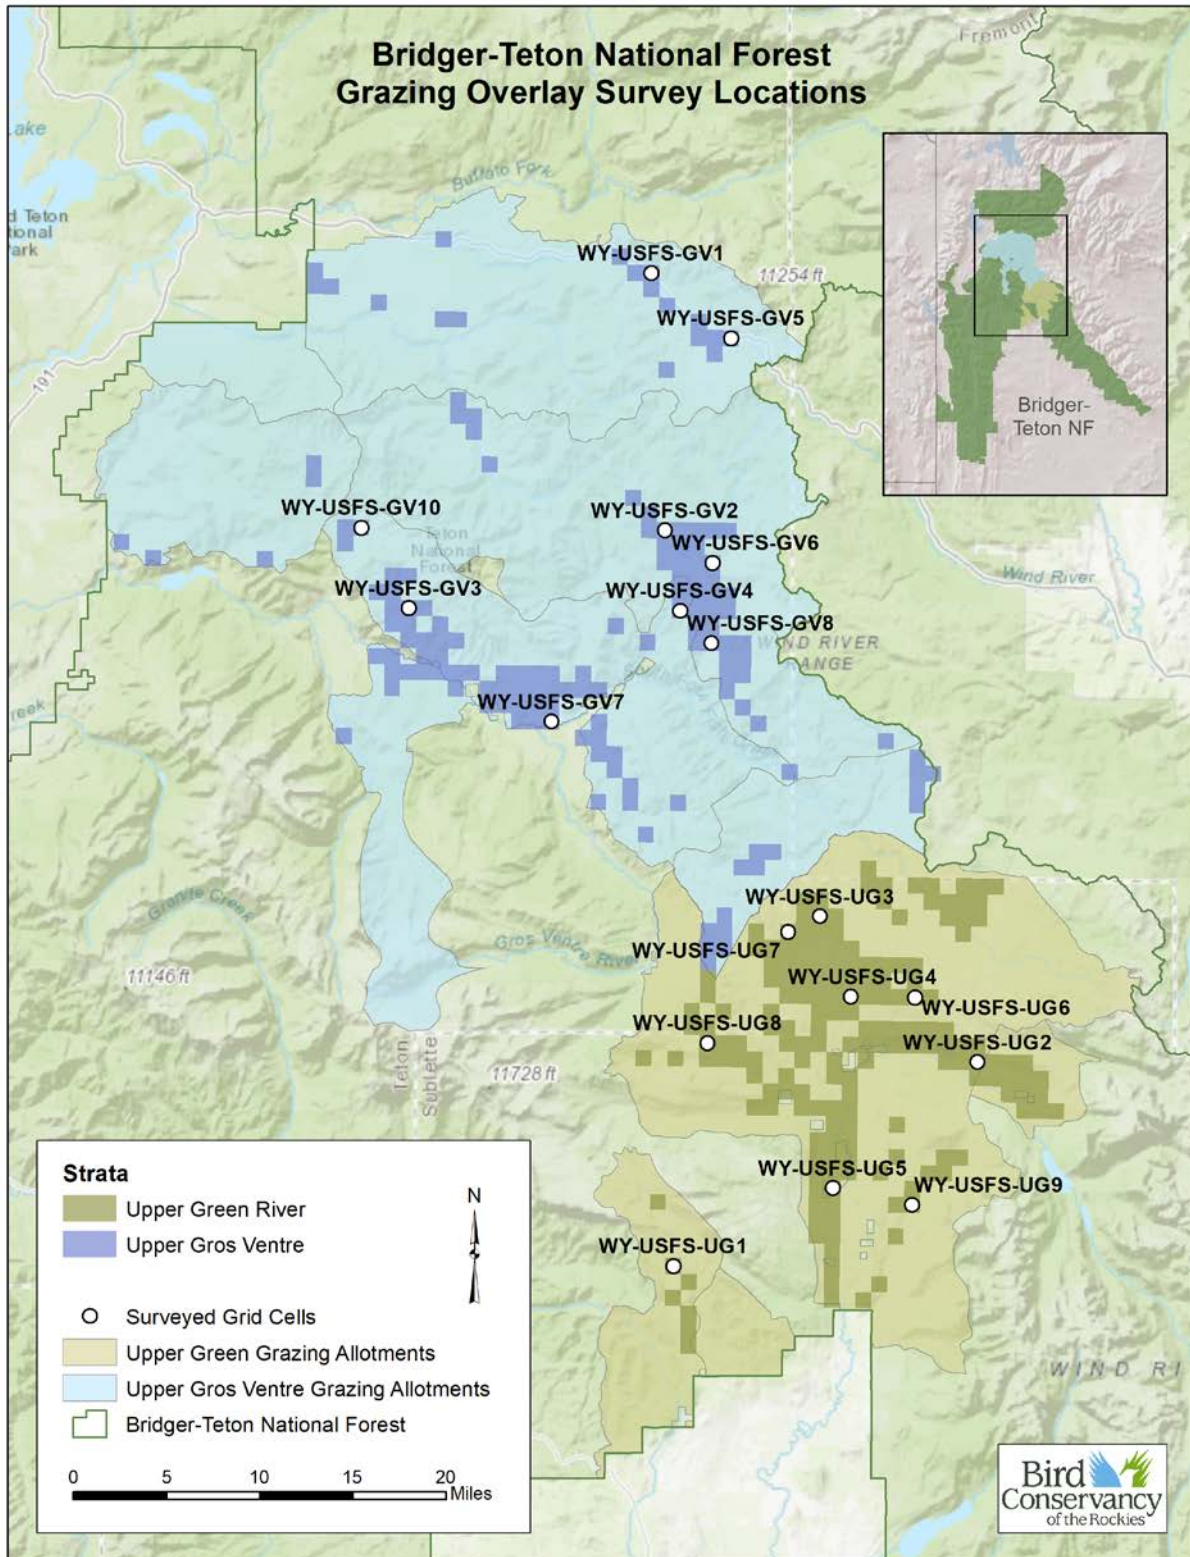 Bridger-Teton National Forest
Grazing Overlay Survey Locations
Fremont
Lake
Buffalo Fork
d Teton
tional
Park
WY-USFS-GV1
11254 ft
WY-USFS-GV5
191
Bridger-
Teton NF
WY-USFS-GV10
WY-USFS-GV2
Teton
National
Forest
WY-USFS-GV6
Wind River
WY-USFS-GV3
WY-USFS-GV4
WY-USFS-GV8
WIND RIVER
RANGE
Creek
WY-USFS-GV7
WY-USFS-UG3
Granite Creek
Gros Ventre River
WY-USFS-UG7
11146 ft
WY-USFS-UG4
WY-USFS-UG6
WY-USFS-UG8
WY-USFS-UG2
Teton
Sublette
11728 ft
WY-USFS-UG5
WY-USFS-UG9
WY-USFS-UG1
WIND RI
Strata
Upper Green River
Upper Gros Ventre
N
Surveyed Grid Cells
Upper Green Grazing Allotments
Upper Gros Ventre Grazing Allotments
Bridger-Teton National Forest
0 5 10 15 20
Miles
Bird
Conservancy
of the Rockies